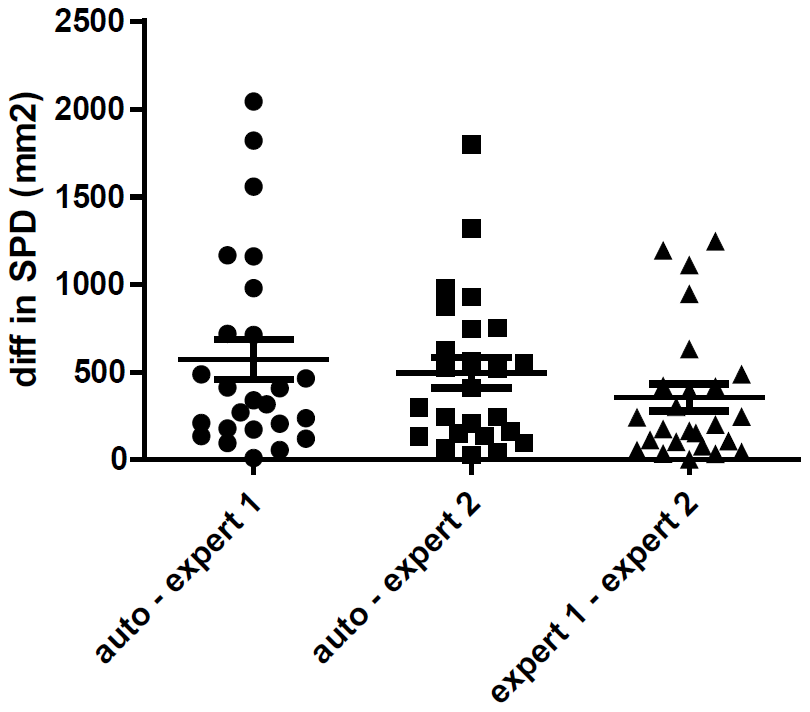 diff in SPD (mm2)
2500
2000
1500
1000
500
0
auto - expert 1
auto - expert 2
expert 1 - expert 2